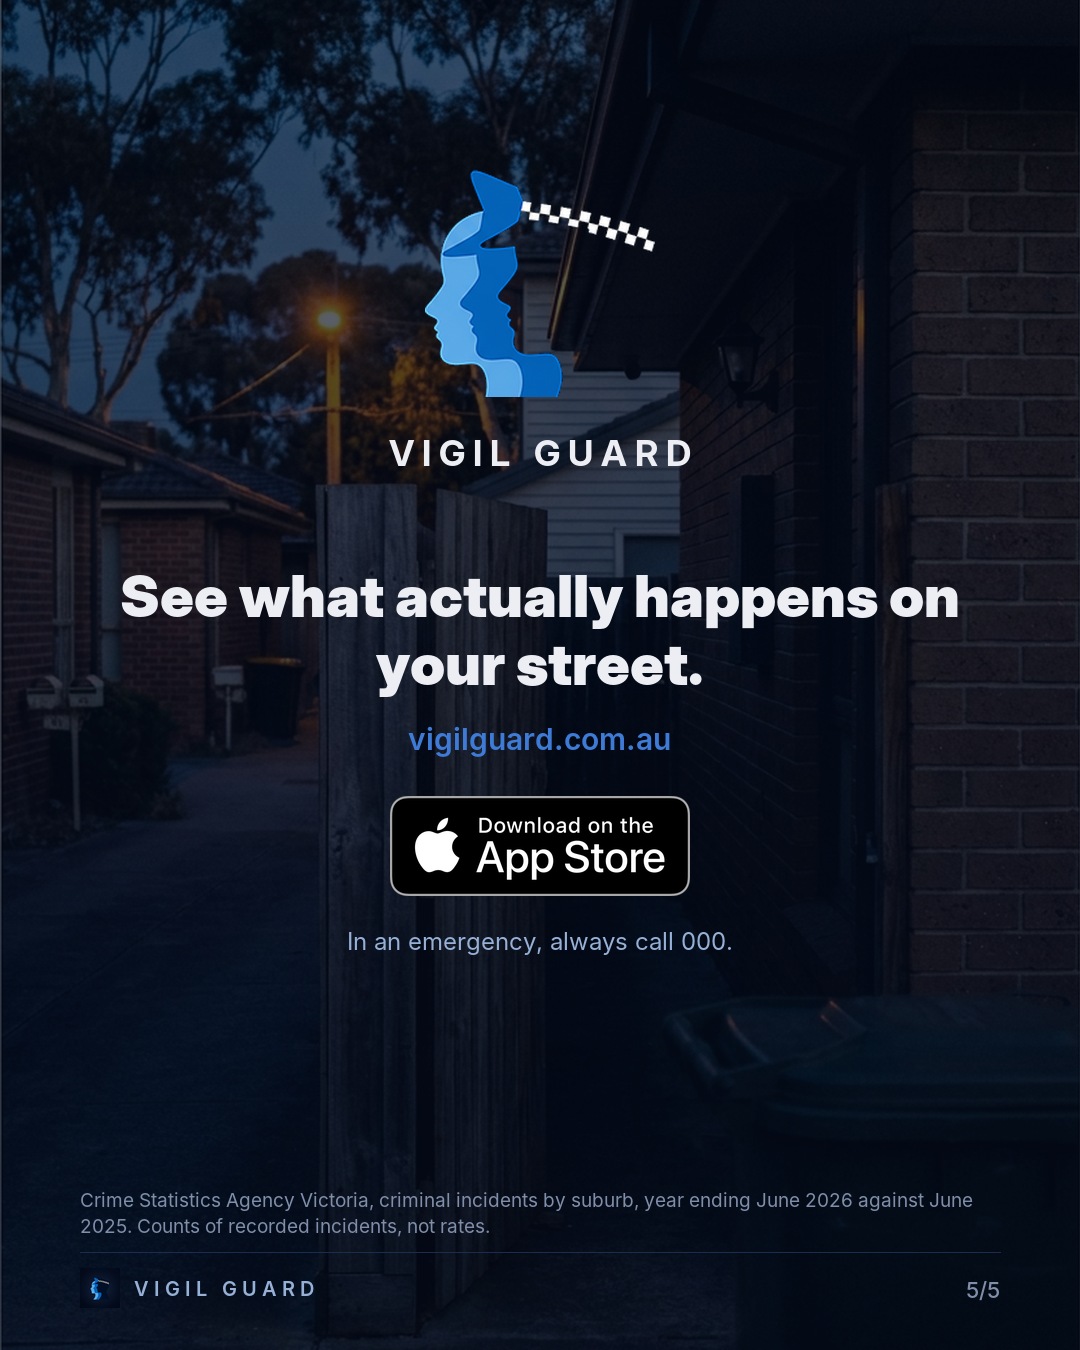 VIGIL GUARD
See what actually happens on
your street.
vigilguard.com.au
Download on the
App Store
In an emergency, always call 000.
Crime Statistics Agency Victoria, criminal incidents by suburb, year ending June 2026 against June
2025. Counts of recorded incidents, not rates.
VIGIL GUARD
5/5